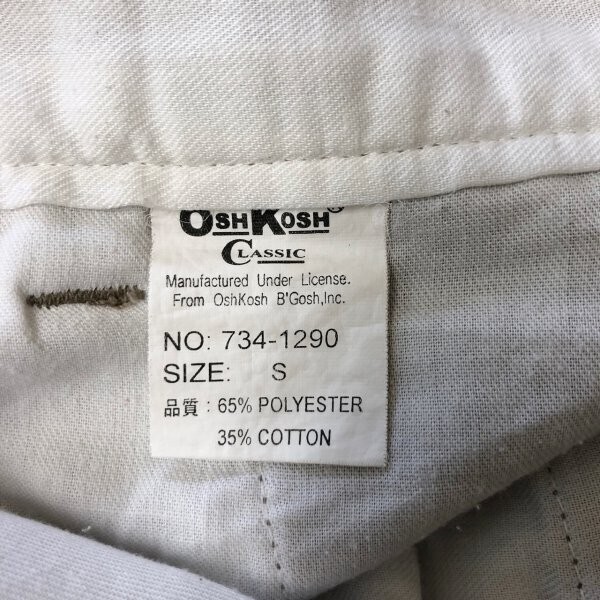 OSHKOSH®
CLASSIC
Manufactured Under License.
From OshKosh B'Gosh,Inc.
NO: 734-1290
SIZE: S
品質：65% POLYESTER
35% COTTON